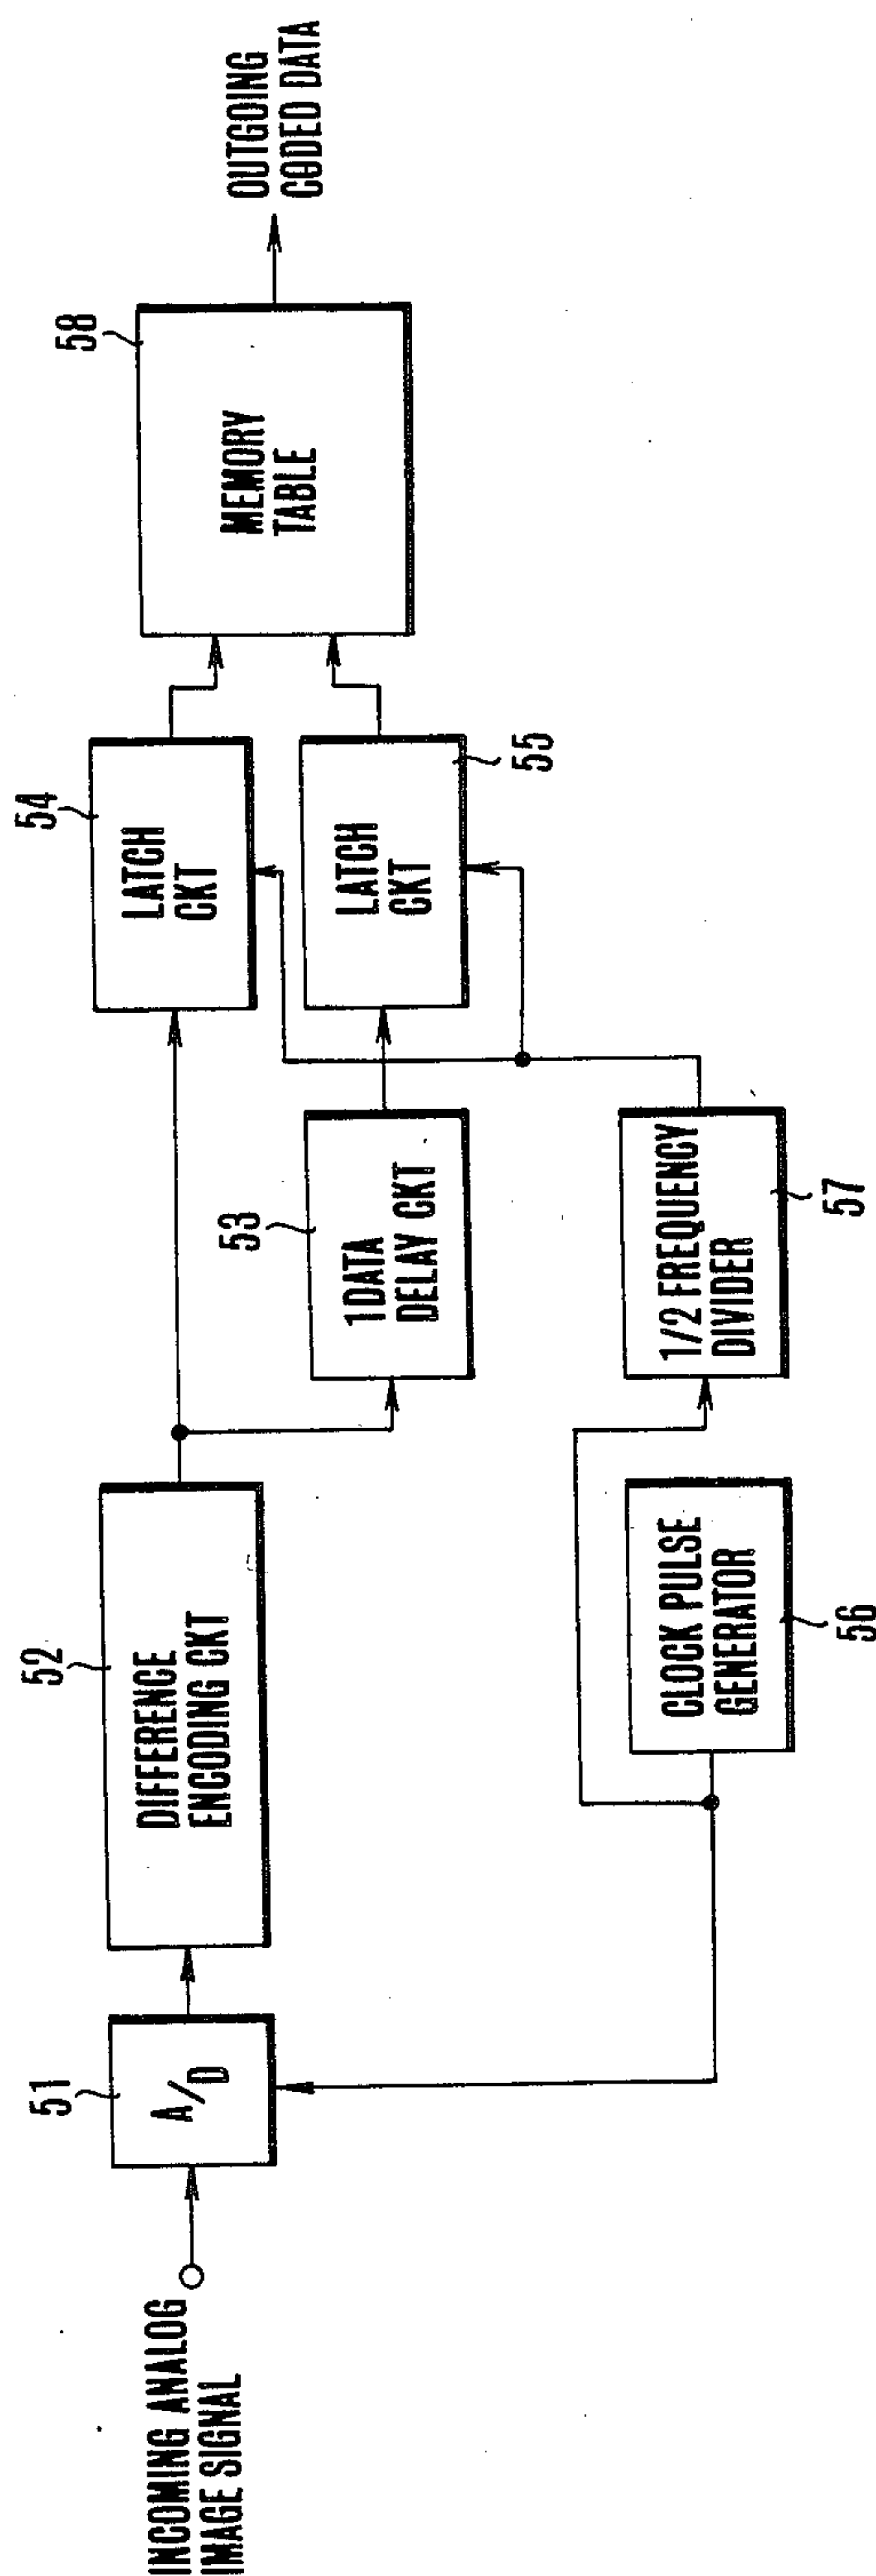 INCOMING ANALOG
IMAGE SIGNAL
51
A/D
52
DIFFERENCE
ENCODING CKT
53
1DATA
DELAY CKT
54
LATCH
CKT
55
LATCH
CKT
56
CLOCK PULSE
GENERATOR
57
1/2 FREQUENCY
DIVIDER
58
MEMORY
TABLE
OUTGOING
CODED DATA